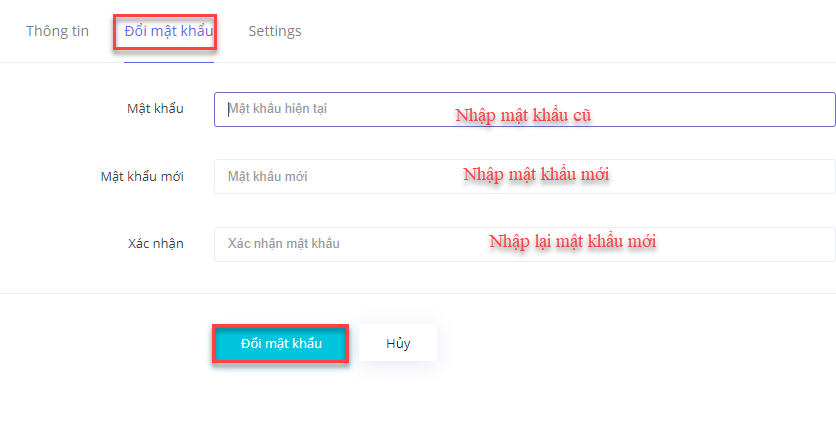 Thông tin Đổi mật khẩu Settings
Mật khẩu Mật khẩu hiện tại Nhập mật khẩu cũ
Mật khẩu mới Mật khẩu mới Nhập mật khẩu mới
Xác nhận Xác nhận mật khẩu Nhập lại mật khẩu mới
Đổi mật khẩu Hủy